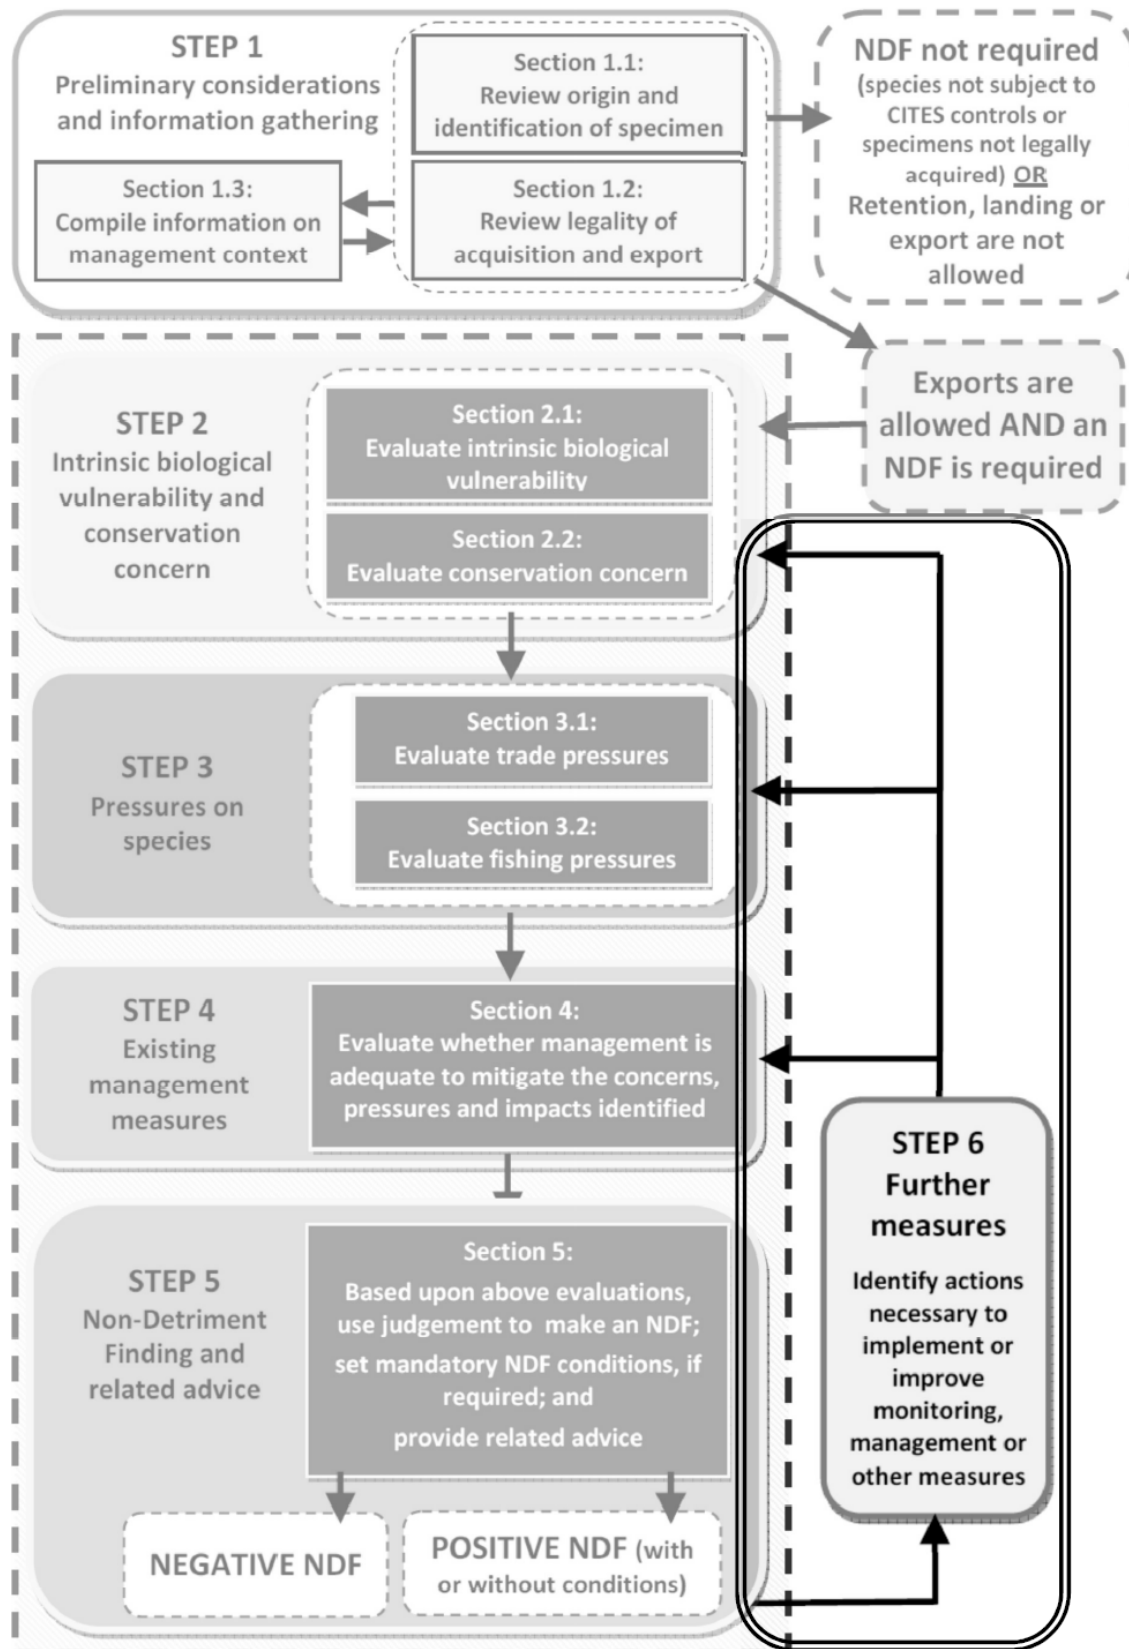 STEP 1
Preliminary considerations
and information gathering
Section 1.1:
Review origin and
identification of specimen
Section 1.2:
Review legality of
acquisition and export
Section 1.3:
Compile information on
management context
NDF not required
(species not subject to
CITES controls or
specimens not legally
acquired) OR
Retention, landing or
export are not
allowed
Exports are
allowed AND an
NDF is required
STEP 2
Intrinsic biological
vulnerability and
conservation
concern
Section 2.1:
Evaluate intrinsic biological
vulnerability
Section 2.2:
Evaluate conservation concern
STEP 3
Pressures on
species
Section 3.1:
Evaluate trade pressures
Section 3.2:
Evaluate fishing pressures
STEP 4
Existing
management
measures
Section 4:
Evaluate whether management is
adequate to mitigate the concerns,
pressures and impacts identified
STEP 5
Non-Detriment
Finding and
related advice
Section 5:
Based upon above evaluations,
use judgement to make an NDF;
set mandatory NDF conditions, if
required; and
provide related advice
NEGATIVE NDF
POSITIVE NDF (with
or without conditions)
STEP 6
Further
measures
Identify actions
necessary to
implement or
improve
monitoring,
management or
other measures